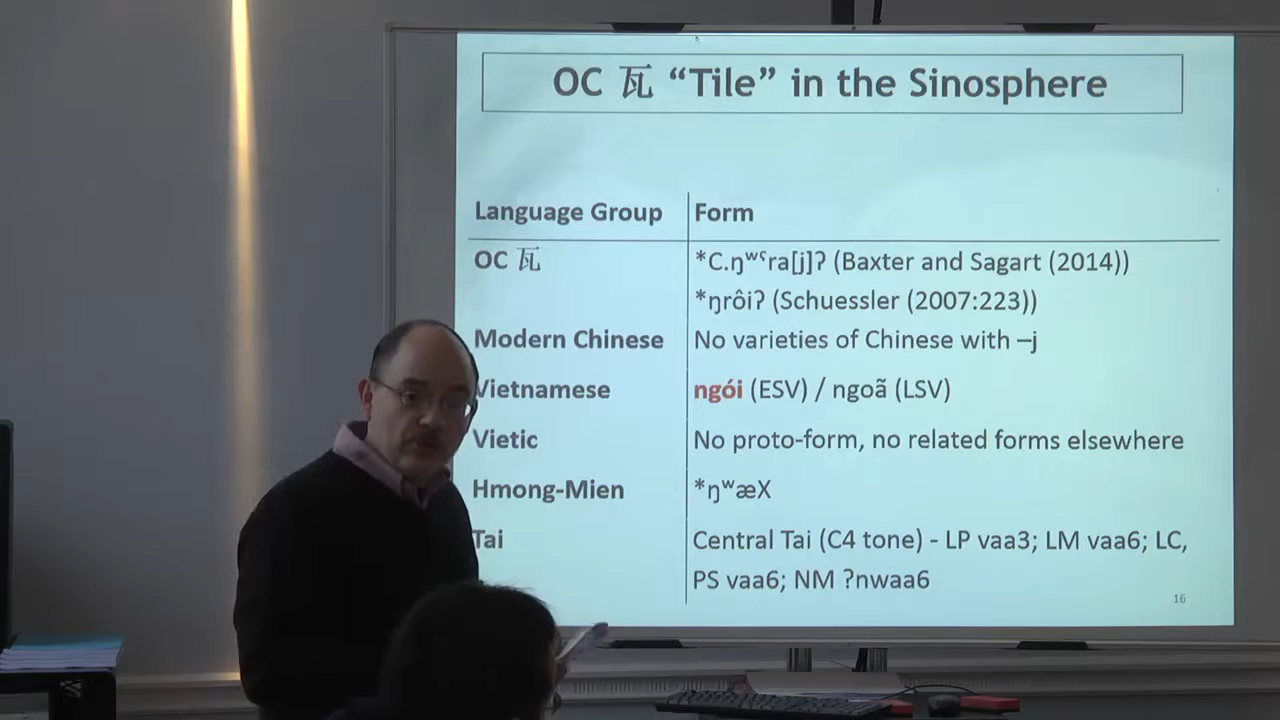 OC 瓦 “Tile” in the Sinosphere
Language Group Form
OC 瓦 *C.ŋʷˤra[j]ʔ (Baxter and Sagart (2014))
*ŋrôiʔ (Schuessler (2007:223))
Modern Chinese No varieties of Chinese with –j
Vietnamese ngói (ESV) / ngoã (LSV)
Vietic No proto-form, no related forms elsewhere
Hmong-Mien *ŋʷæX
Tai Central Tai (C4 tone) - LP vaa3; LM vaa6; LC,
PS vaa6; NM ?nwaa6
16